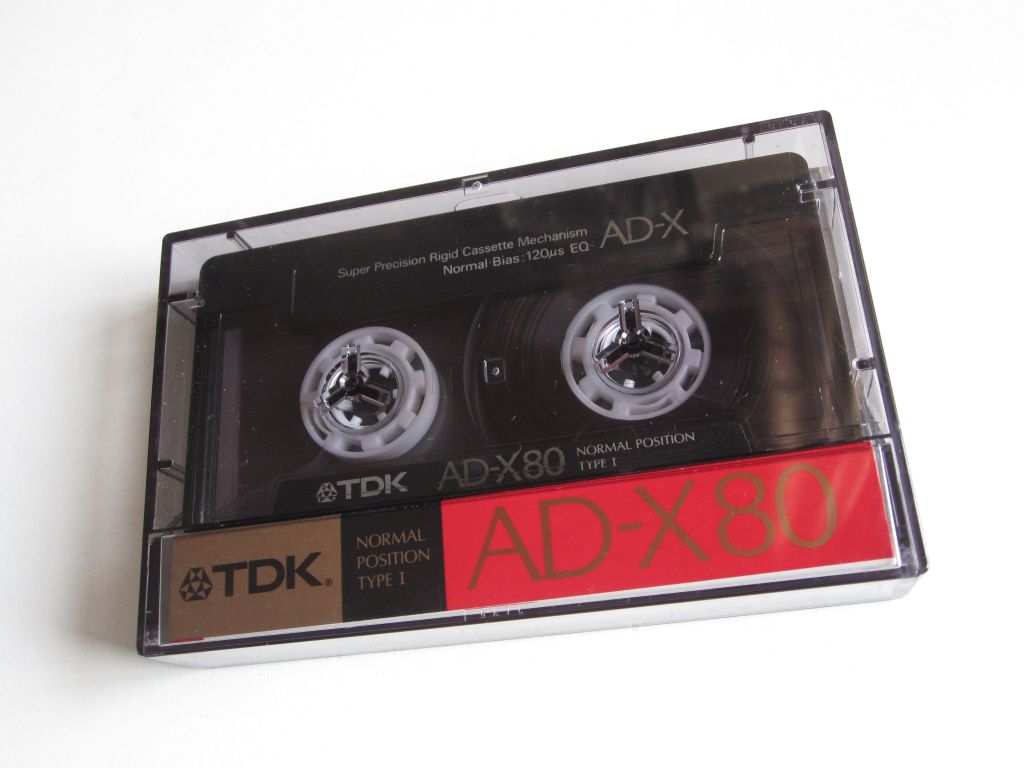 Super Precision Rigid Cassette Mechanism
Normal Bias:120µs EQ
AD-X
TDK
AD-X80
NORMAL POSITION
TYPE I
TDK®
NORMAL
POSITION
TYPE I
AD-X80